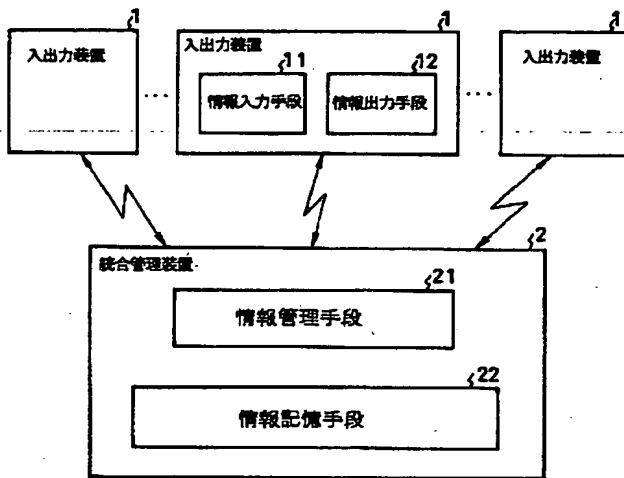 1
1
1
入出力装置
入出力装置
入出力装置
11
12
情報入力手段
情報出力手段
2
統合管理装置
21
情報管理手段
22
情報記憶手段